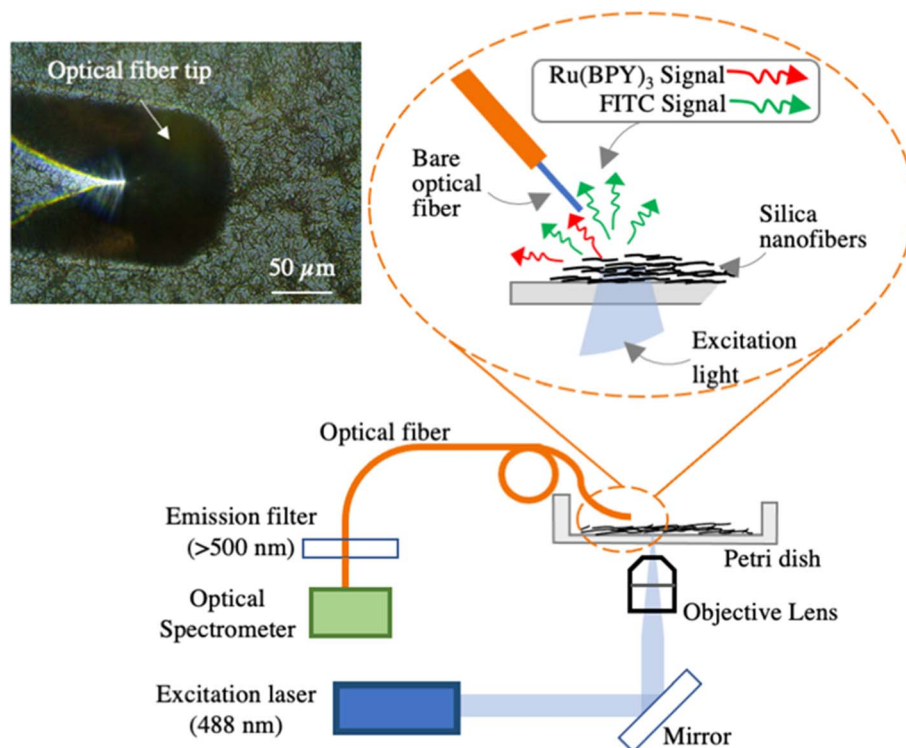 Optical fiber tip
50 μm
Ru(BPY)₃ Signal
FITC Signal
Bare
optical
fiber
Silica
nanofibers
Excitation
light
Optical fiber
Emission filter
(>500 nm)
Petri dish
Optical
Spectrometer
Objective Lens
Excitation laser
(488 nm)
Mirror